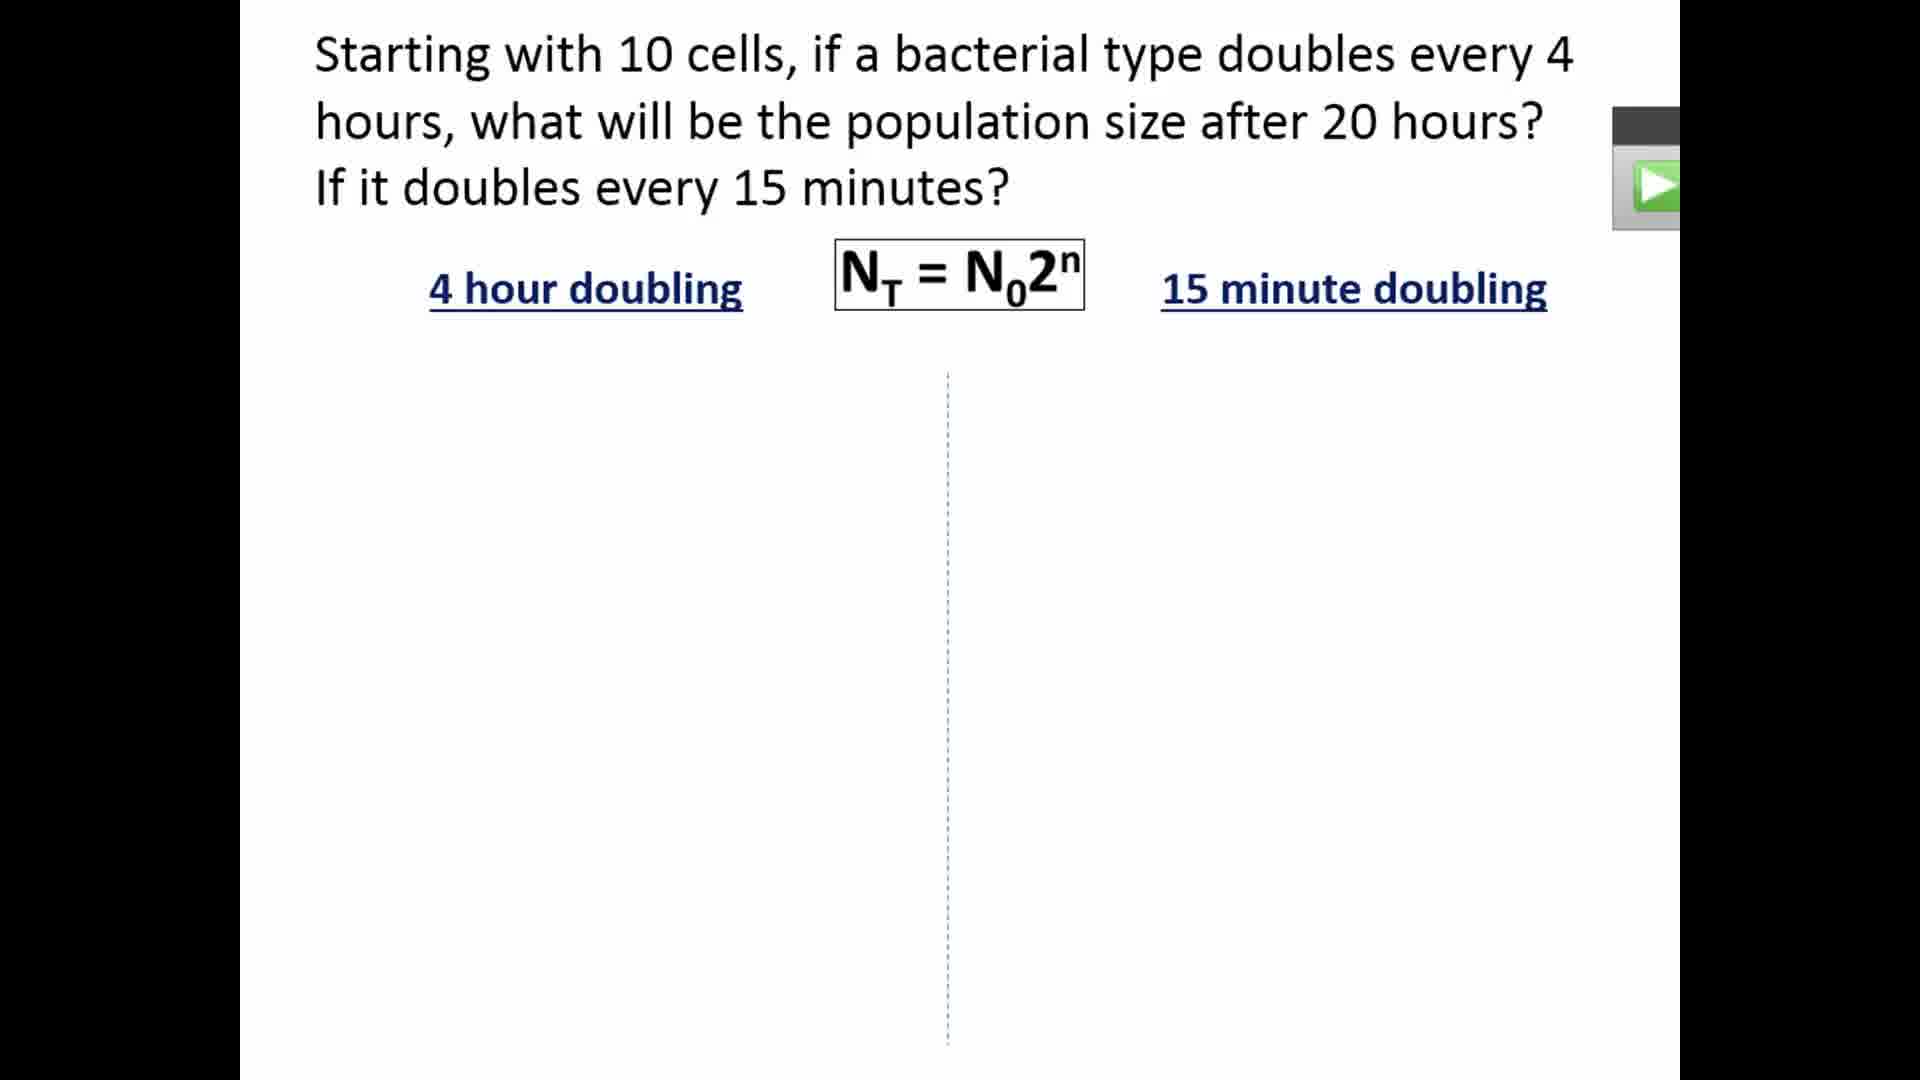 Starting with 10 cells, if a bacterial type doubles every 4
hours, what will be the population size after 20 hours?
If it doubles every 15 minutes?
4 hour doubling
N_T = N_0 2^n
15 minute doubling